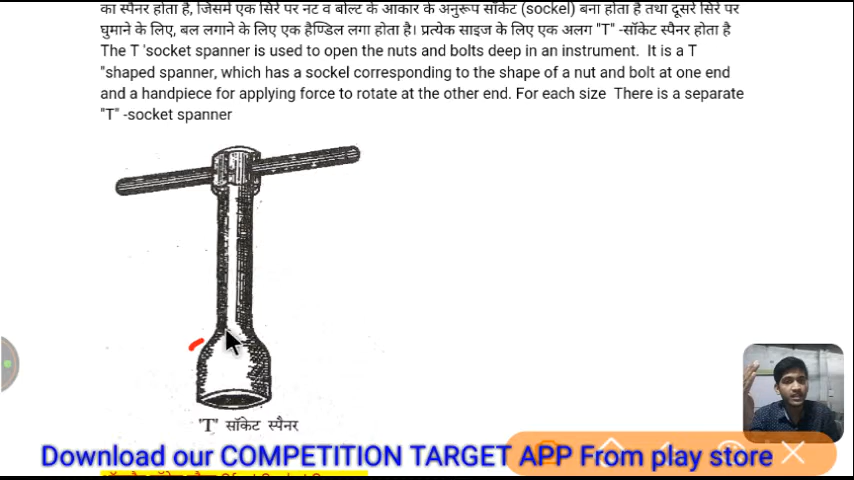 का स्पैनर होता है, जिसमें एक सिरे पर नट व बोल्ट के आकार के अनुरूप सॉकेट (sockel) बना होता है तथा दूसरे सिरे पर
घुमाने के लिए, बल लगाने के लिए एक हैण्डिल लगा होता है। प्रत्येक साइज के लिए एक अलग "T" -सॉकेट स्पैनर होता है
The T 'socket spanner is used to open the nuts and bolts deep in an instrument.  It is a T
"shaped spanner, which has a sockel corresponding to the shape of a nut and bolt at one end
and a handpiece for applying force to rotate at the other end. For each size  There is a separate
"T" -socket spanner
'T' सॉकेट स्पैनर
Download our COMPETITION TARGET APP From play store